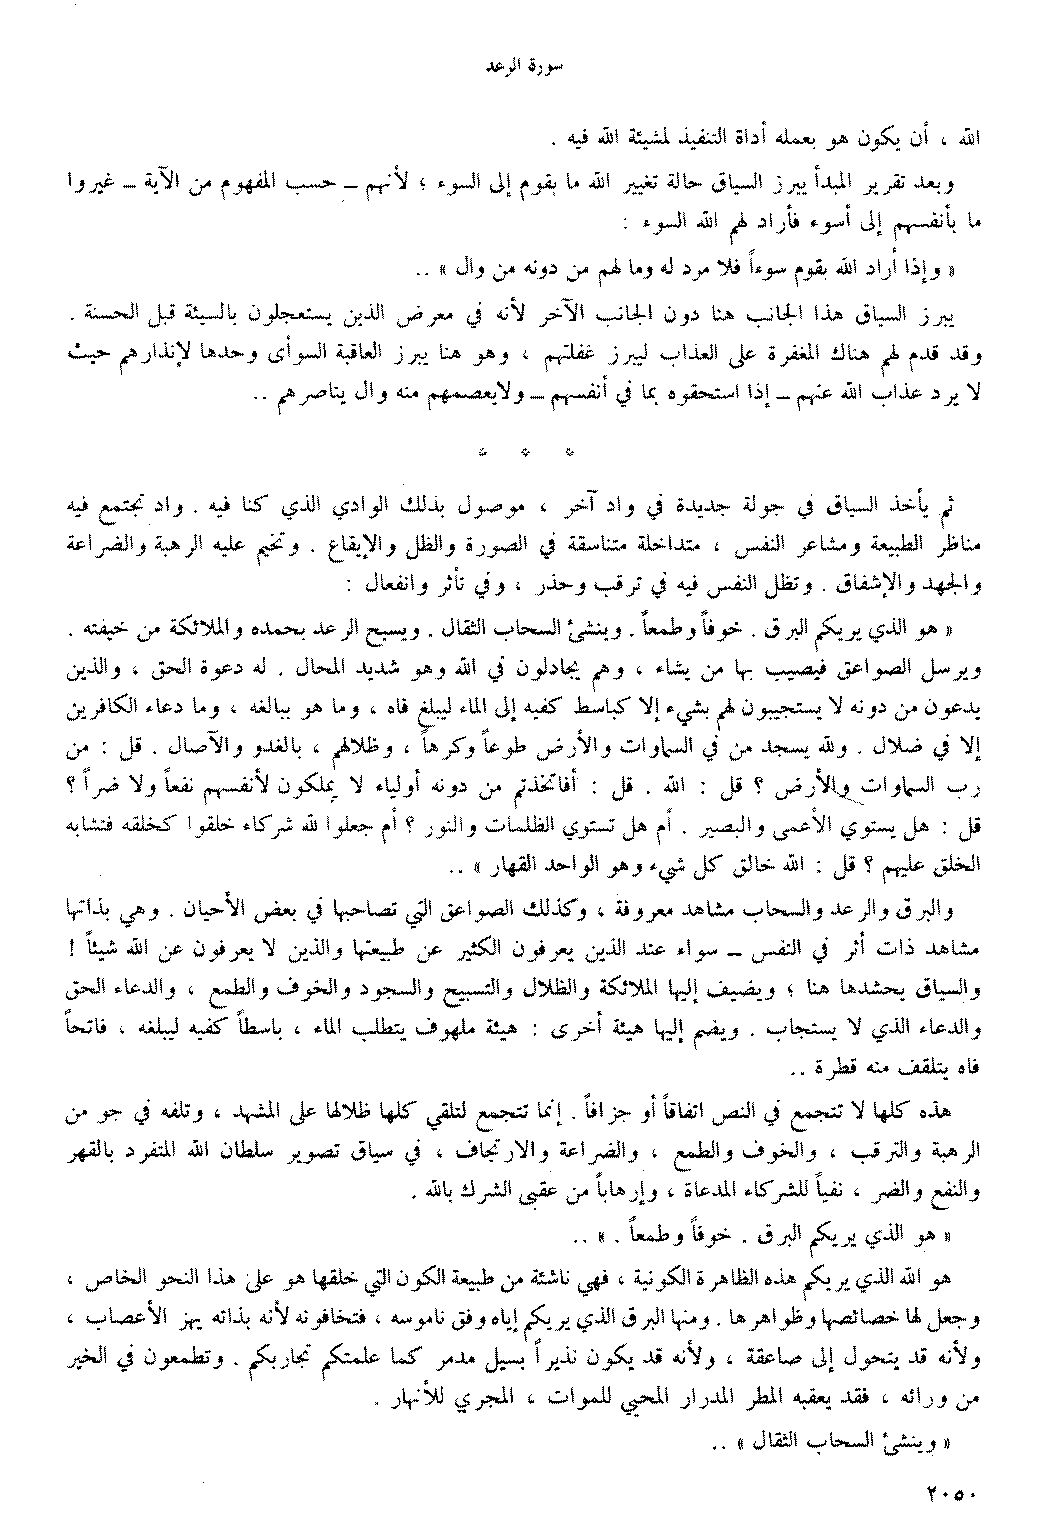 سورة الرعد
الله ، أن يكون هو بعمله أداة التنفيذ لمشيئة الله فيه .
وبعد تقرير المبدأ يبرز السياق حالة تغيير الله ما بقوم إلى السوء ؛ لأنهم – حسب المفهوم من الآية – غيروا
ما بأنفسهم إلى أسوء فأراد لهم الله السوء :
« وإذا أراد الله بقوم سوءاً فلا مرد له وما لهم من دونه من وال » ..
يبرز السياق هذا الجانب هنا دون الجانب الآخر لأنه في معرض الذين يستعجلون بالسيئة قبل الحسنة .
وقد قدم لهم هناك المغفرة على العذاب ليبرز غفلتهم ، وهو هنا يبرز العاقبة السوأى وحدها لإنذارهم حيث
لا يرد عذاب الله عنهم – إذا استحقوه بما في أنفسهم – ولايعصمهم منه وال يناصرهم ..
* * *
ثم يأخذ السياق في جولة جديدة في واد آخر ، موصول بذلك الوادي الذي كنا فيه . واد تجتمع فيه
مناظر الطبيعة ومشاعر النفس ، متداخلة متناسقة في الصورة والظل والإيقاع . وتخيم عليه الرهبة والضراعة
والجهد والإشفاق . وتظل النفس فيه في ترقب وحذر ، وفي تأثر وانفعال :
« هو الذي يريكم البرق . خوفاً وطمعاً . وينشئ السحاب الثقال . ويسبح الرعد بحمده والملائكة من خيفته .
ويرسل الصواعق فيصيب بها من يشاء ، وهم يجادلون في الله وهو شديد المحال . له دعوة الحق ، والذين
يدعون من دونه لا يستجيبون لهم بشيء إلا كباسط كفيه إلى الماء ليبلغ فاه ، وما هو ببالغه ، وما دعاء الكافرين
إلا في ضلال . ولله يسجد من في السماوات والأرض طوعاً وكرهاً ، وظلالهم ، بالغدو والآصال . قل : من
رب السماوات والأرض ؟ قل : الله . قل : أفاتخذتم من دونه أولياء لا يملكون لأنفسهم نفعاً ولا ضراً ؟
قل : هل يستوي الأعمى والبصير . أم هل تستوي الظلمات والنور ؟ أم جعلوا لله شركاء خلقوا كخلقه فتشابه
الخلق عليهم ؟ قل : الله خالق كل شيء وهو الواحد القهار » ..
والبرق والرعد والسحاب مشاهد معروفة ، وكذلك الصواعق التي تصاحبها في بعض الأحيان . وهي بذاتها
مشاهد ذات أثر في النفس – سواء عند الذين يعرفون الكثير عن طبيعتها والذين لا يعرفون عن الله شيئاً !
والسياق يحشدها هنا ؛ ويضيف إليها الملائكة والظلال والتسبيح والسجود والخوف والطمع ، والدعاء الحق
والدعاء الذي لا يستجاب . ويضم إليها هيئة أخرى : هيئة ملهوف يتطلب الماء ، باسطاً كفيه ليبلغه ، فاتحاً
فاه يتلقف منه قطرة ..
هذه كلها لا تتجمع في النص اتفاقاً أو جزافاً . إنما تتجمع لتلقي كلها ظلالها على المشهد ، وتلفه في جو من
الرهبة والترقب ، والخوف والطمع ، والضراعة والارتجاف ، في سياق تصوير سلطان الله المتفرد بالقهر
والنفع والضر ، نفياً للشركاء المدعاة ، وإرهاباً من عقبى الشرك بالله .
« هو الذي يريكم البرق . خوفاً وطمعاً . » ..
هو الله الذي يريكم هذه الظاهرة الكونية ، فهي ناشئة من طبيعة الكون التي خلقها هو على هذا النحو الخاص ،
وجعل لها خصائصها وظواهرها . ومنها البرق الذي يريكم إياه وفق ناموسه ، فتخافونه لأنه بذاته يهز الأعصاب ،
ولأنه قد يتحول إلى صاعقة ، ولأنه قد يكون نذيراً بسيل مدمر كما علمتكم تجاربكم . وتطمعون في الخير
من ورائه ، فقد يعقبه المطر المدرار المحيي للموات ، المجري للأنهار .
« وينشئ السحاب الثقال » ..
٢٠٥٠